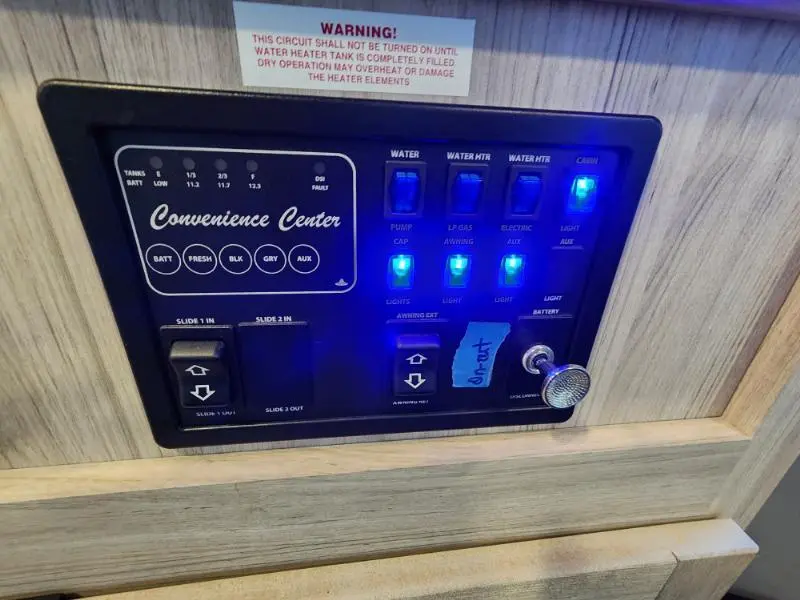 WARNING!
THIS CIRCUIT SHALL NOT BE TURNED ON UNTIL
WATER HEATER TANK IS COMPLETELY FILLED
DRY OPERATION MAY OVERHEAT OR DAMAGE
THE HEATER ELEMENTS
TANKS E 1/3 2/3 F DSI
BATT LOW 11.2 11.7 12.3 FAULT
Convenience Center
BATT FRESH BLK GRY AUX
WATER WATER HTR WATER HTR CABIN
PUMP LP GAS ELECTRIC LIGHT
CAP AWNING AUX AUX
LIGHTS LIGHT LIGHT LIGHT
SLIDE 1 IN SLIDE 2 IN AWNING EXT BATTERY
SLIDE 1 OUT SLIDE 2 OUT